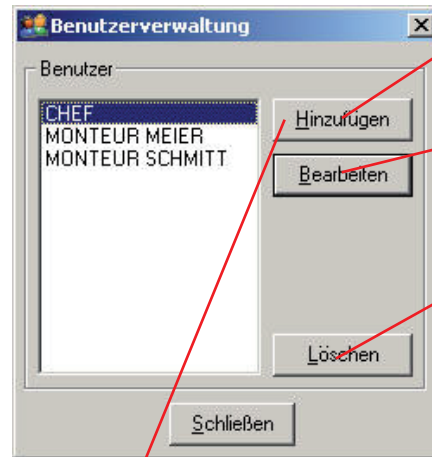 Benutzerverwaltung
Benutzer
CHEF
MONTEUR MEIER
MONTEUR SCHMITT
Hinzufügen
Bearbeiten
Löschen
Schließen